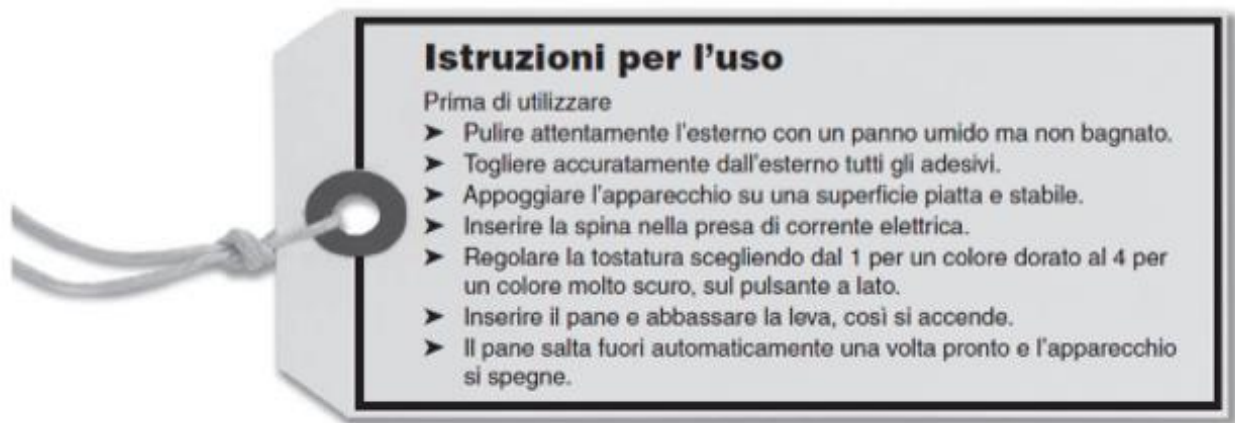 Istruzioni per l'uso
Prima di utilizzare
➤ Pulire attentamente l'esterno con un panno umido ma non bagnato.
➤ Togliere accuratamente dall'esterno tutti gli adesivi.
➤ Appoggiare l'apparecchio su una superficie piatta e stabile.
➤ Inserire la spina nella presa di corrente elettrica.
➤ Regolare la tostatura scegliendo dal 1 per un colore dorato al 4 per
un colore molto scuro, sul pulsante a lato.
➤ Inserire il pane e abbassare la leva, così si accende.
➤ Il pane salta fuori automaticamente una volta pronto e l'apparecchio
si spegne.